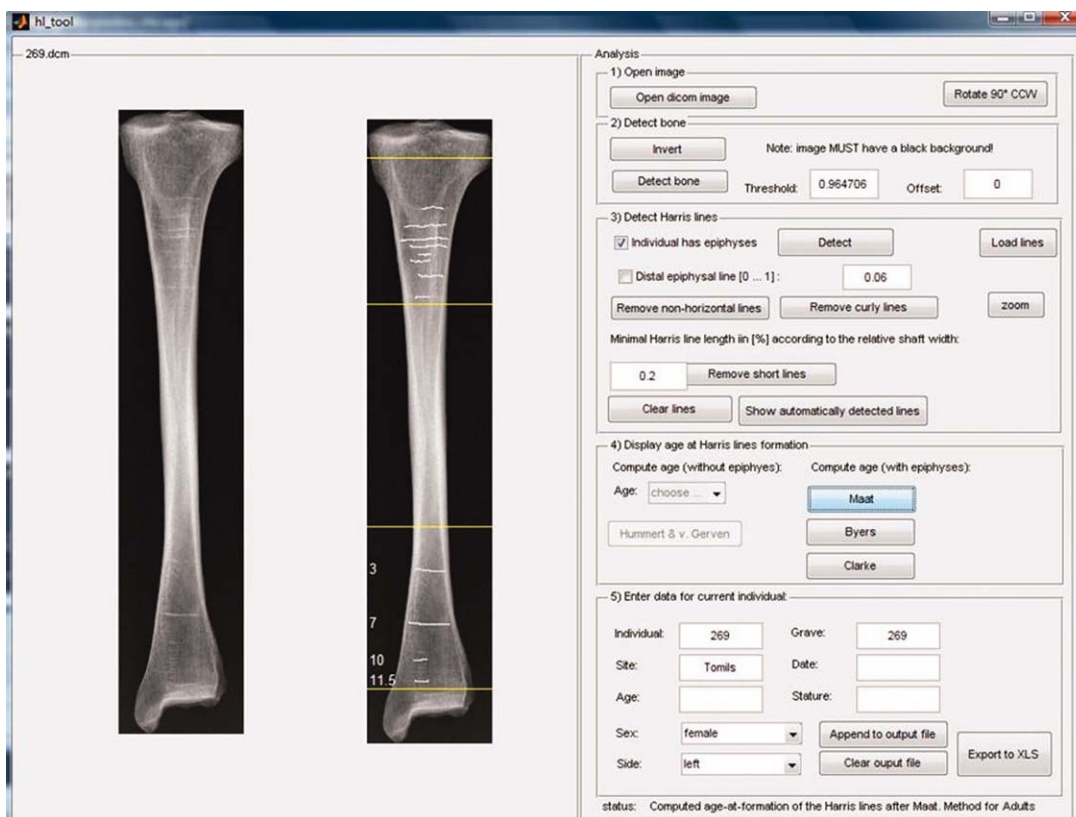 hl_tool
269.dcm
3
7
10
11.5
Analysis
1) Open image
Open dicom image
Rotate 90° CCW
2) Detect bone
Invert
Note: image MUST have a black background!
Detect bone
Threshold:
0.964706
Offset:
0
3) Detect Harris lines
Individual has epiphyses
Detect
Load lines
Distal epiphysal line [0 ... 1] :
0.06
Remove non-horizontal lines
Remove curly lines
zoom
Minimal Harris line length iin [%] according to the relative shaft width:
0.2
Remove short lines
Clear lines
Show automatically detected lines
4) Display age at Harris lines formation
Compute age (without epiphyes):
Compute age (with epiphyses):
Age:
choose ...
Maat
Hummert & v. Gerven
Byers
Clarke
5) Enter data for current individual:
Individual:
269
Grave:
269
Site:
Tomils
Date:
Age:
Stature:
Sex:
female
Append to output file
Export to XLS
Side:
left
Clear ouput file
status: Computed age-at-formation of the Harris lines after Maat. Method for Adults